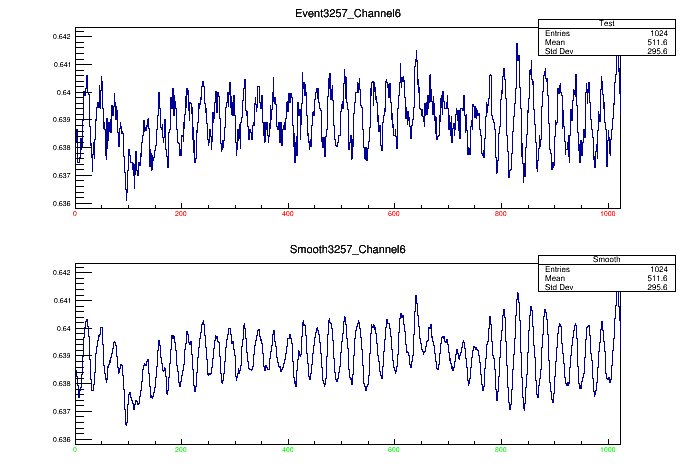 Event3257_Channel6
Test
Entries 1024
Mean 511.6
Std Dev 295.6
0.642
0.641
0.64
0.639
0.638
0.637
0.636
0 200 400 600 800 1000
Smooth3257_Channel6
Smooth
Entries 1024
Mean 511.6
Std Dev 295.6
0.642
0.641
0.64
0.639
0.638
0.637
0.636
0 200 400 600 800 1000